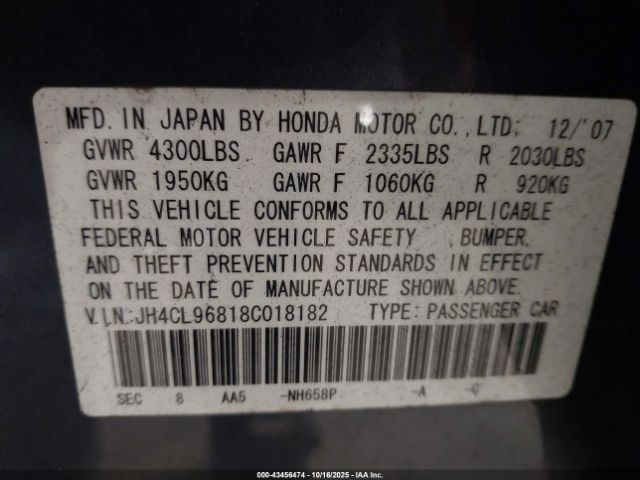 MFD. IN JAPAN BY HONDA MOTOR CO., LTD; 12/'07
GVWR 4300LBS GAWR F 2335LBS R 2030LBS
GVWR 1950KG GAWR F 1060KG R 920KG
THIS VEHICLE CONFORMS TO ALL APPLICABLE
FEDERAL MOTOR VEHICLE SAFETY , BUMPER,
AND THEFT PREVENTION STANDARDS IN EFFECT
ON THE DATE OF MANUFACTURE SHOWN ABOVE.
V.I.N:JH4CL96818C018182 TYPE: PASSENGER CAR
SEC 8 AA5 -NH658P -A -C
000-43456474 | 10/16/2025 | IAA Inc.